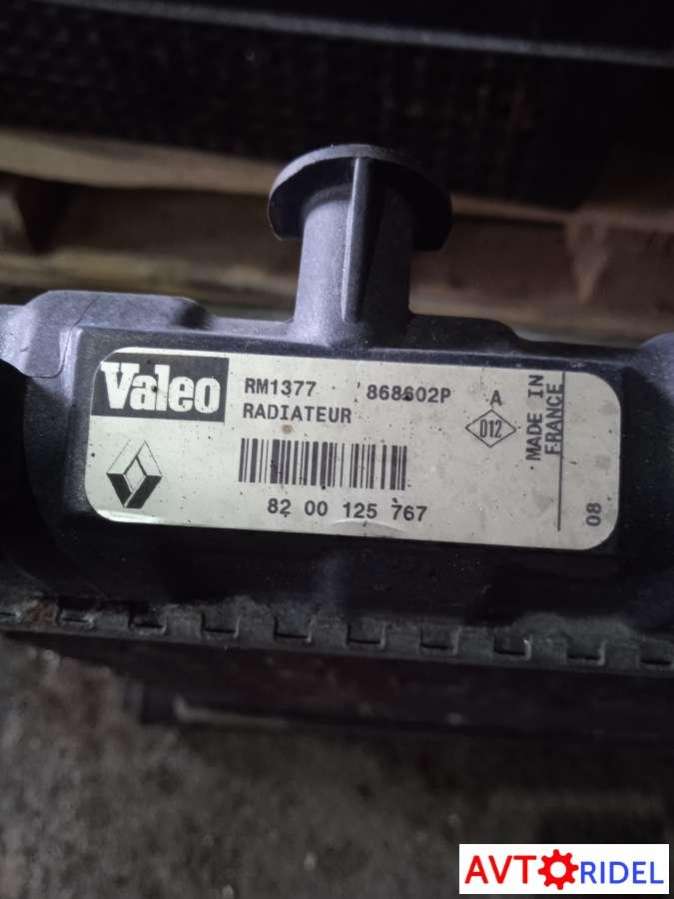 Valeo
RM1377 868602P A
RADIATEUR
D12
MADE IN
FRANCE
08
82 00 125 767
AVTORIDEL